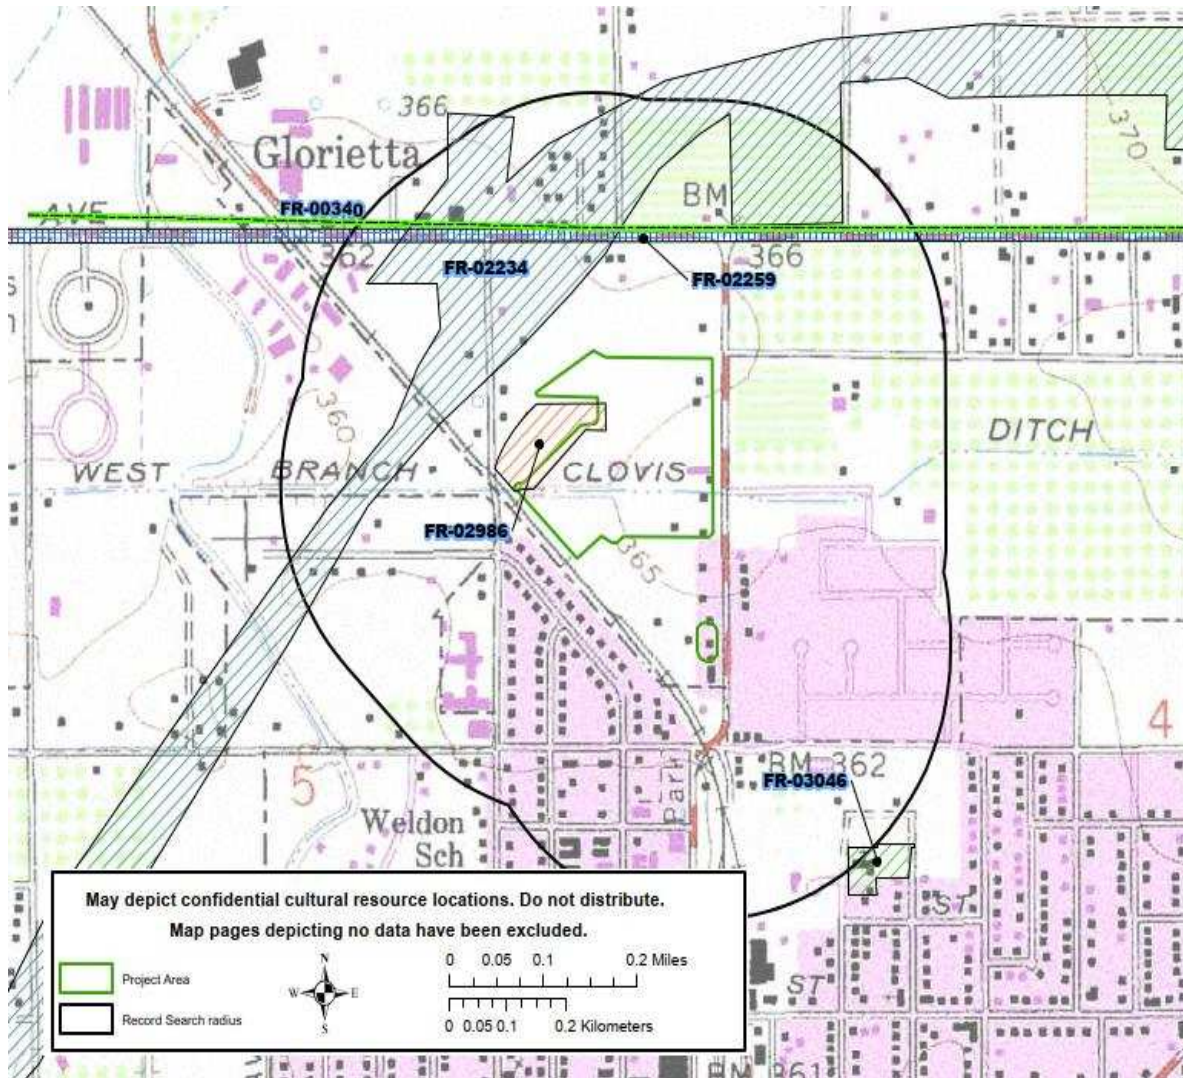 366
Glorietta
370
FR-00340
AVE
BM
362
FR-02234
366
FR-02259
360
DITCH
WEST BRANCH CLOVIS
FR-02986
365
4
BM 362
FR-03046
5
Park
Weldon
Sch
ST
ST
BM 361
May depict confidential cultural resource locations. Do not distribute.
Map pages depicting no data have been excluded.
Project Area
Record Search radius
N
W E
S
0 0.05 0.1 0.2 Miles
0 0.05 0.1 0.2 Kilometers